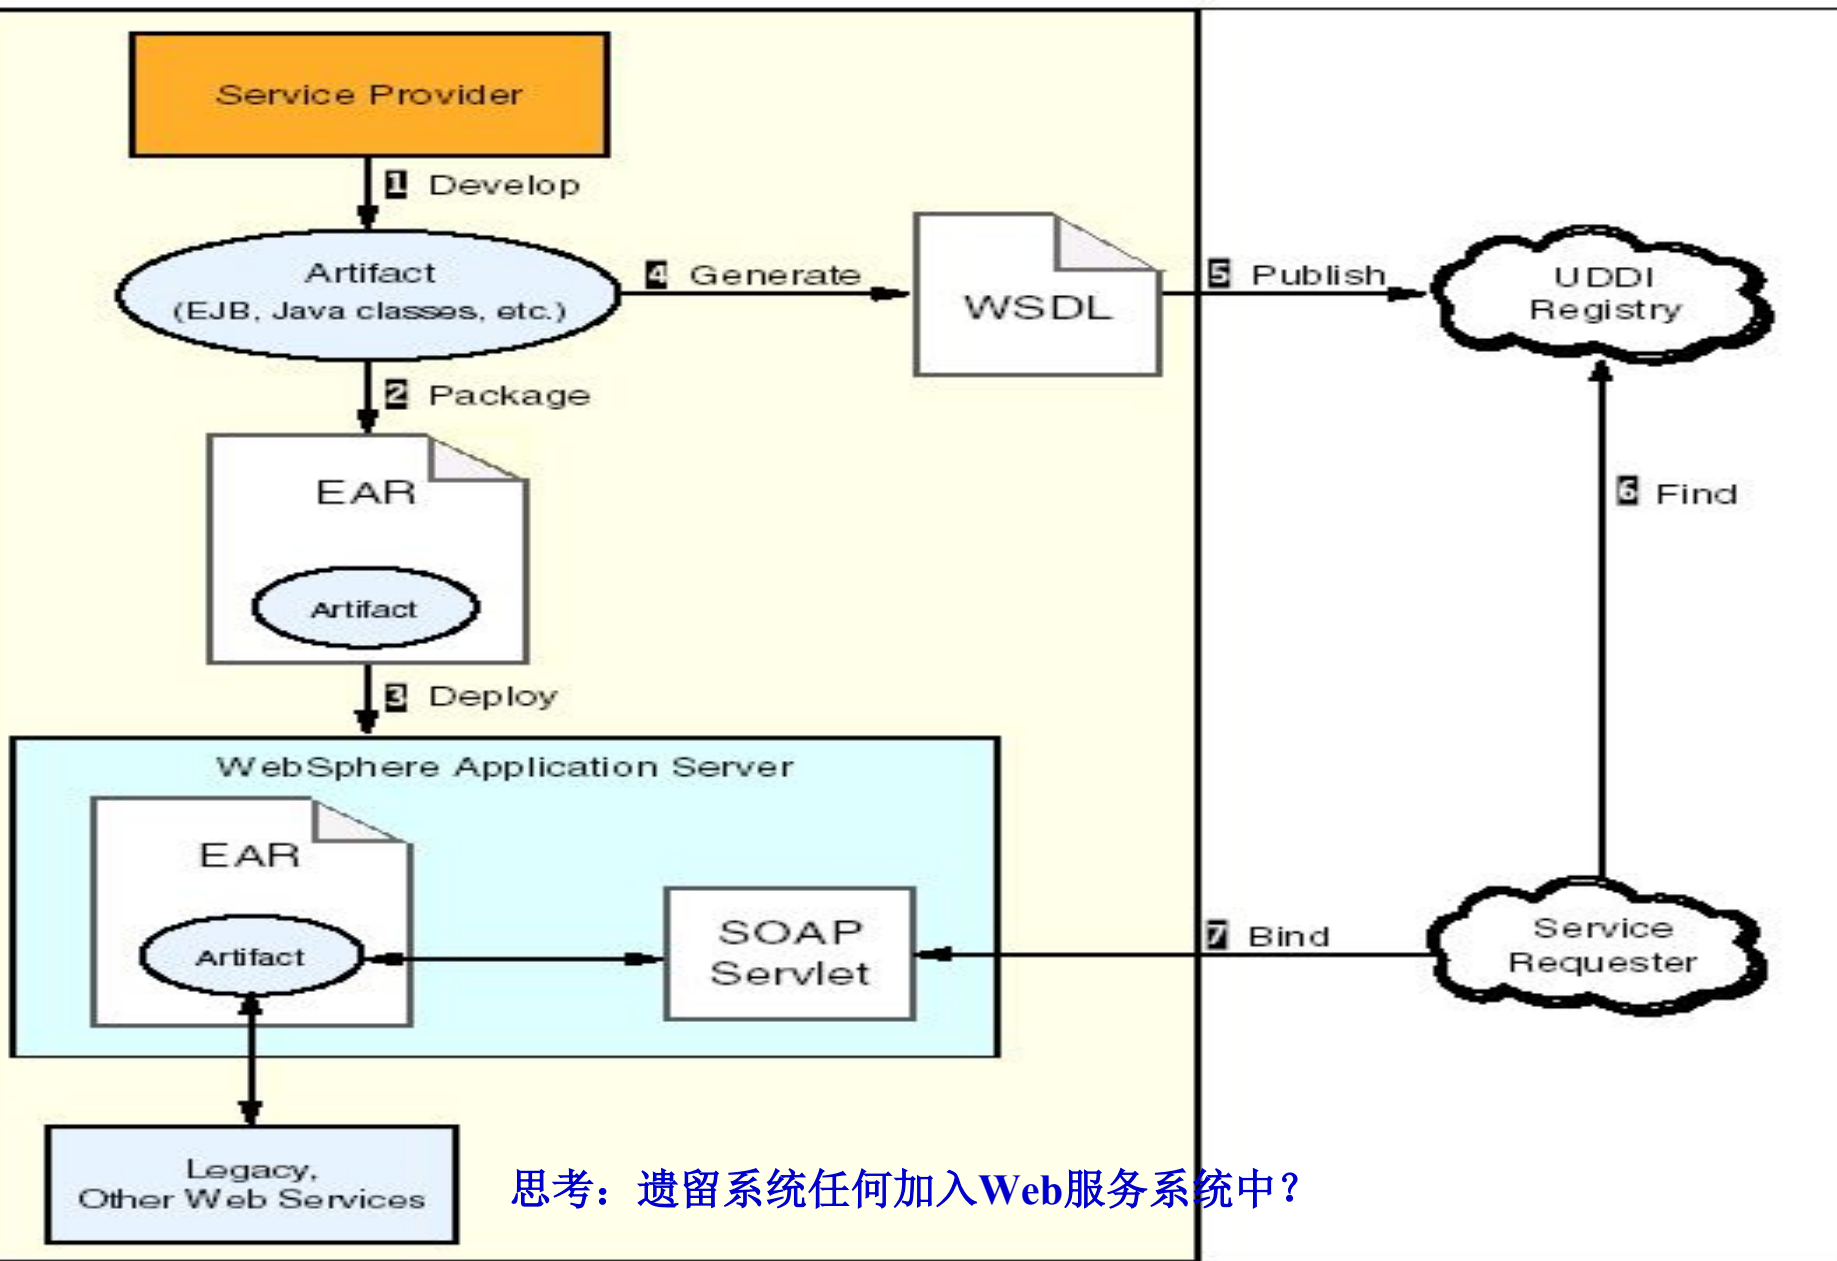 Service Provider
1 Develop
Artifact
(EJB, Java classes, etc.)
4 Generate
WSDL
5 Publish
UDDI
Registry
2 Package
EAR
Artifact
6 Find
3 Deploy
WebSphere Application Server
EAR
Artifact
SOAP
Servlet
7 Bind
Service
Requester
Legacy,
Other Web Services
思考：遗留系统任何加入Web服务系统中？